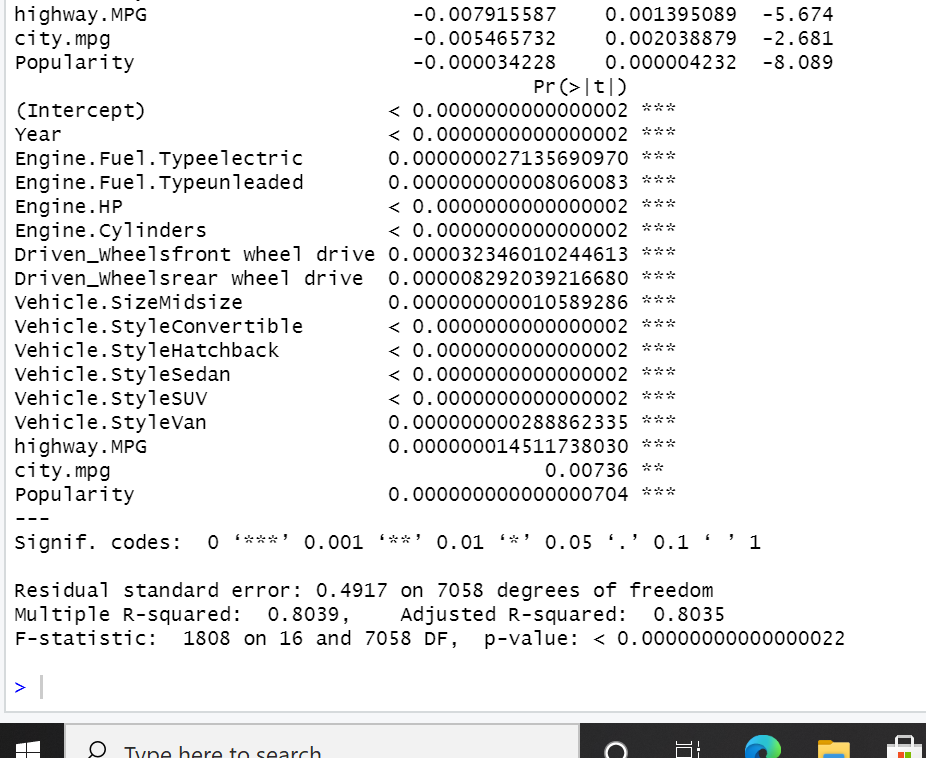 highway.MPG -0.007915587 0.001395089 -5.674
city.mpg -0.005465732 0.002038879 -2.681
Popularity -0.000034228 0.000004232 -8.089
Pr(>|t|)
(Intercept) < 0.0000000000000002 ***
Year < 0.0000000000000002 ***
Engine.Fuel.Typeelectric 0.000000027135690970 ***
Engine.Fuel.Typeunleaded 0.000000000008060083 ***
Engine.HP < 0.0000000000000002 ***
Engine.Cylinders < 0.0000000000000002 ***
Driven_Wheelsfront wheel drive 0.000032346010244613 ***
Driven_Wheelsrear wheel drive 0.000008292039216680 ***
Vehicle.SizeMidsize 0.000000000010589286 ***
Vehicle.StyleConvertible < 0.0000000000000002 ***
Vehicle.StyleHatchback < 0.0000000000000002 ***
Vehicle.StyleSedan < 0.0000000000000002 ***
Vehicle.StyleSUV < 0.0000000000000002 ***
Vehicle.StyleVan 0.000000000288862335 ***
highway.MPG 0.000000014511738030 ***
city.mpg 0.00736 **
Popularity 0.000000000000000704 ***
---
Signif. codes: 0 ‘***’ 0.001 ‘**’ 0.01 ‘*’ 0.05 ‘.’ 0.1 ‘ ’ 1
Residual standard error: 0.4917 on 7058 degrees of freedom
Multiple R-squared: 0.8039, Adjusted R-squared: 0.8035
F-statistic: 1808 on 16 and 7058 DF, p-value: < 0.00000000000000022
>
Type here to search